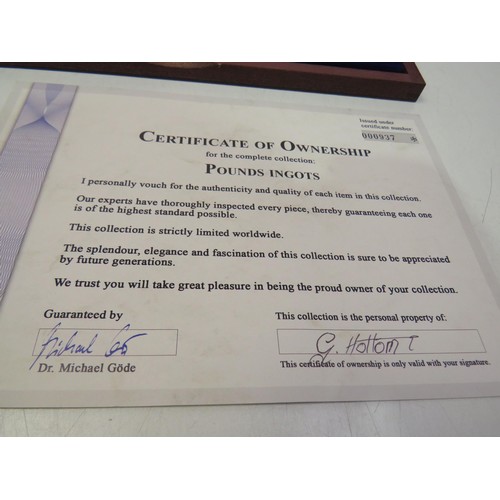 Issued under
certificate number:
000937 *
CERTIFICATE OF OWNERSHIP
for the complete collection:
POUNDS INGOTS
I personally vouch for the authenticity and quality of each item in this collection.
Our experts have thoroughly inspected every piece, thereby guaranteeing each one
is of the highest standard possible.
This collection is strictly limited worldwide.
The splendour, elegance and fascination of this collection is sure to be appreciated
by future generations.
We trust you will take great pleasure in being the proud owner of your collection.
Guaranteed by
Michael
Dr. Michael Göde
This collection is the personal property of:
G. Hottom
This certificate of ownership is only valid with your signature.